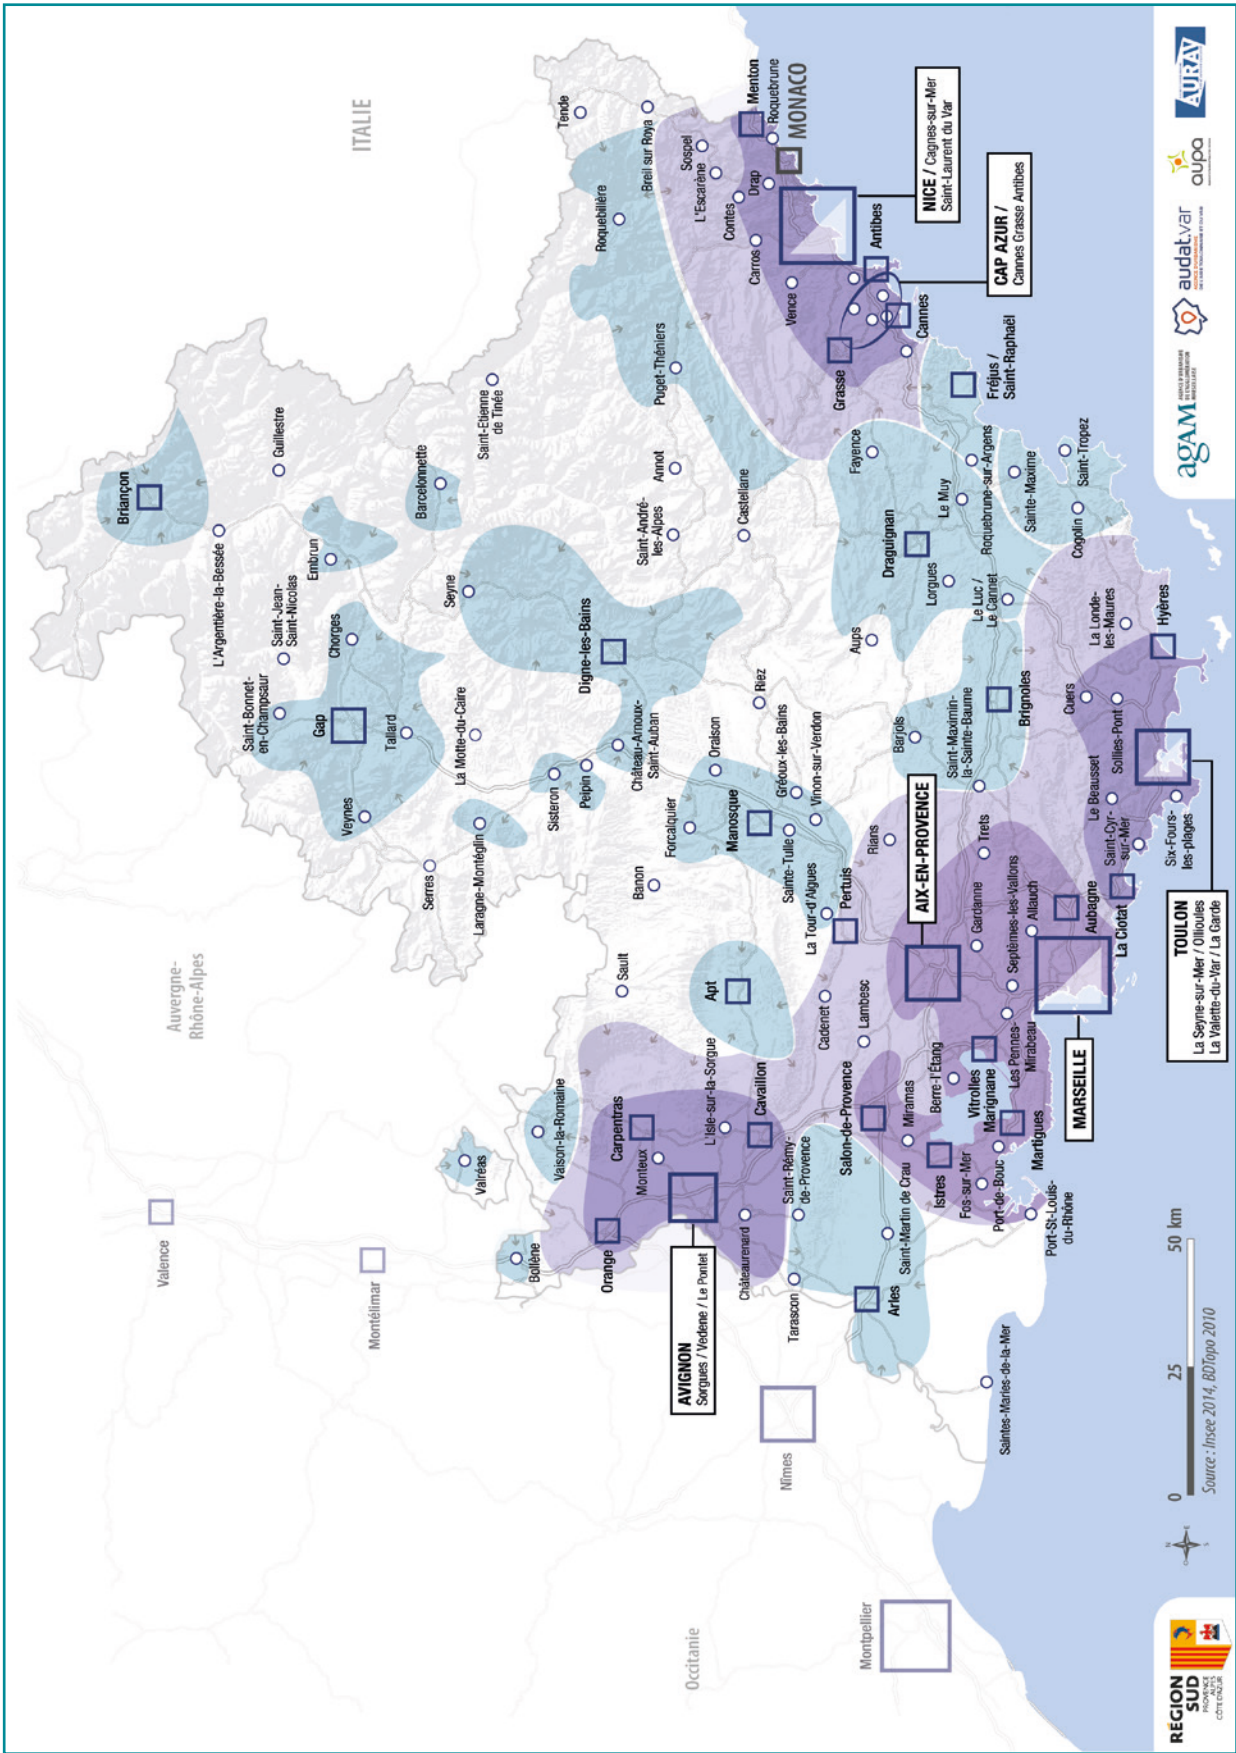 ITALIE
Auvergne-
Rhône-Alpes
Occitanie
Valence
Montélimar
Nîmes
Montpellier
Briançon
L'Argentière-la-Bessée
Guillestre
Saint-Jean-
Saint-Nicolas
Saint-Bonnet-
en-Champsaur
Embrun
Chorges
Gap
Veynes
Tallard
Barcelonnette
Serres
La Motte-du-Caire
Laragne-Montéglin
Seyne
Saint-Etienne
de Tinée
Sisteron
Peipin
Château-Arnoux-
Saint-Auban
Digne-les-Bains
Tende
Breil sur Roya
Roquebillère
Sospel
L'Escarène
Contes
Drap
Menton
Roquebrune
MONACO
Carros
Vence
NICE / Cagnes-sur-Mer
Saint-Laurent du Var
Antibes
CAP AZUR /
Cannes Grasse Antibes
Cannes
Grasse
Puget-Théniers
Annot
Saint-André-
les-Alpes
Castellane
Valréas
Bollène
Vaison-la-Romaine
Orange
Carpentras
Monteux
Sault
Banon
Forcalquier
Oraison
Manosque
Riez
Gréoux-les-Bains
Sainte-Tulle
Vinon-sur-Verdon
La Tour-d'Aigues
Pertuis
Apt
L'Isle-sur-la-Sorgue
Cavaillon
AVIGNON
Sorgues / Vedene / Le Pontet
Châteaurenard
Saint-Rémy-
de-Provence
Tarascon
Cadenet
Lambesc
Rians
Arles
Saint-Martin de Crau
Salon-de-Provence
Miramas
Istres
Fos-sur-Mer
Port-de-Bouc
Port-St-Louis-
du-Rhône
Martigues
Berre-l'Étang
Vitrolles
Marignane
Les Pennes-
Mirabeau
AIX-EN-PROVENCE
Gardanne
Trets
Septèmes-les-Vallons
Allauch
Aubagne
MARSEILLE
La Ciotat
Saintes-Maries-de-la-Mer
Aups
Barjols
Saint-Maximin-
la-Sainte-Baume
Brignoles
Fayence
Draguignan
Lorgues
Le Muy
Le Luc /
Le Cannet
Roquebrune-sur-Argens
Fréjus /
Saint-Raphaël
Sainte-Maxime
Saint-Tropez
Cogolin
La Londe-
les-Maures
Hyères
Cuers
Sollies-Pont
Le Beausset
Saint-Cyr-
sur-Mer
Six-Fours-
les-plages
TOULON
La Seyne-sur-Mer / Ollioules
La Valette-du-Var / La Garde
0 25 50 km
Source : Insee 2014, BDTopo 2010
N
E
S
O
RÉGION
SUD
PROVENCE
ALPES
CÔTE D'AZUR
agAM
AGENCE D'URBANISME
DE L'AGGLOMÉRATION
MARSEILLAISE
audat.var
aupa
AURAV